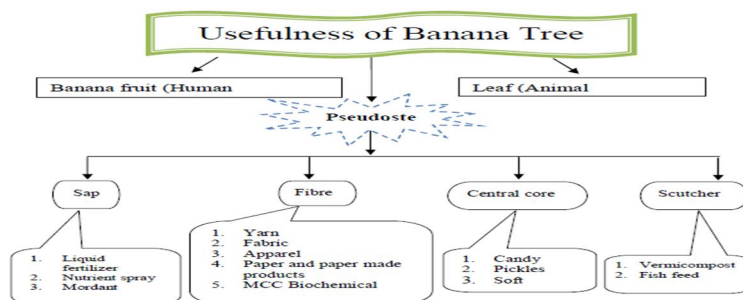 Usefulness of Banana Tree
Banana fruit (Human
Leaf (Animal
Pseudoste
Sap
Fibre
Central core
Scutcher
1. Liquid
fertilizer
2. Nutrient spray
3. Mordant
1 Yarn
2. Fabric
3. Apparel
4 Paper and paper made
products
5 MCC Biochemical
1. Candy
2. Pickles
3. Soft
1. Vermicompost
2. Fish feed